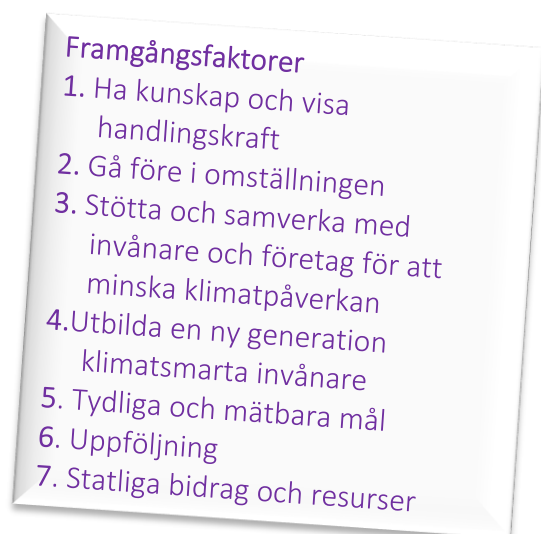 Framgångsfaktorer
1. Ha kunskap och visa
handlingskraft
2. Gå före i omställningen
3. Stötta och samverka med
invånare och företag för att
minska klimatpåverkan
4.Utbilda en ny generation
klimatsmarta invånare
5. Tydliga och mätbara mål
6. Uppföljning
7. Statliga bidrag och resurser